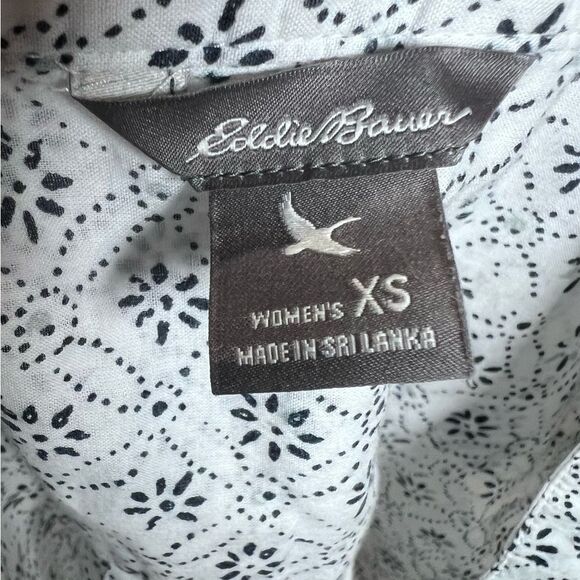 Eddie Bauer
WOMEN'S XS
MADE IN SRI LANKA